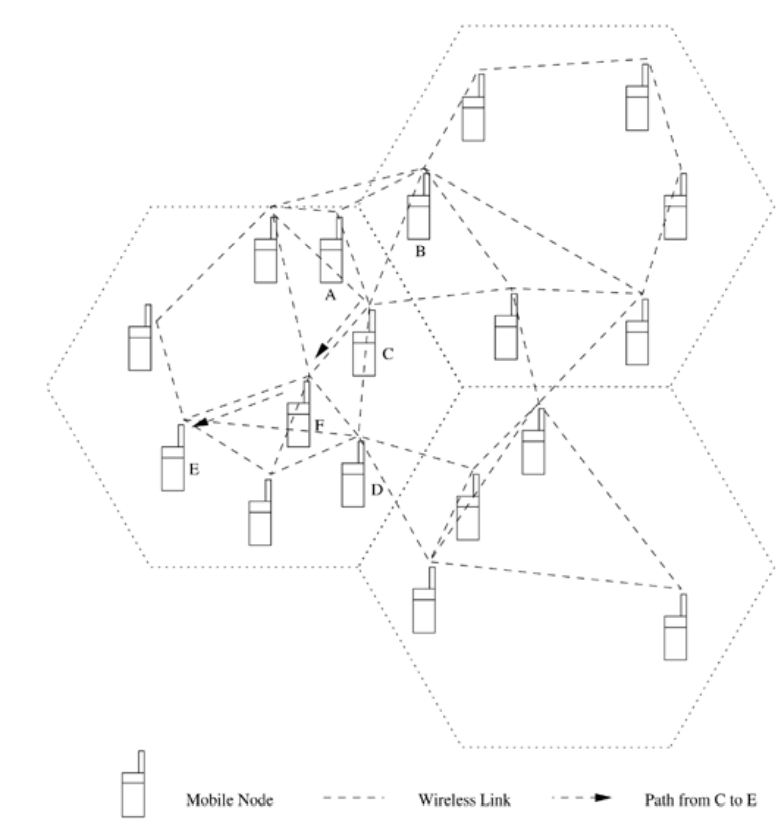 B
A
C
F
E
D
Mobile Node
Wireless Link
Path from C to E